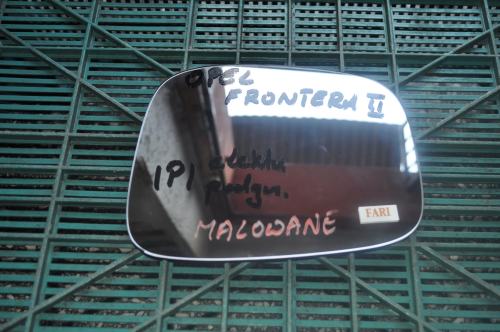 OPEL
FRONTERA II
|P| elektr
podgrz.
MALOWANE
FARI